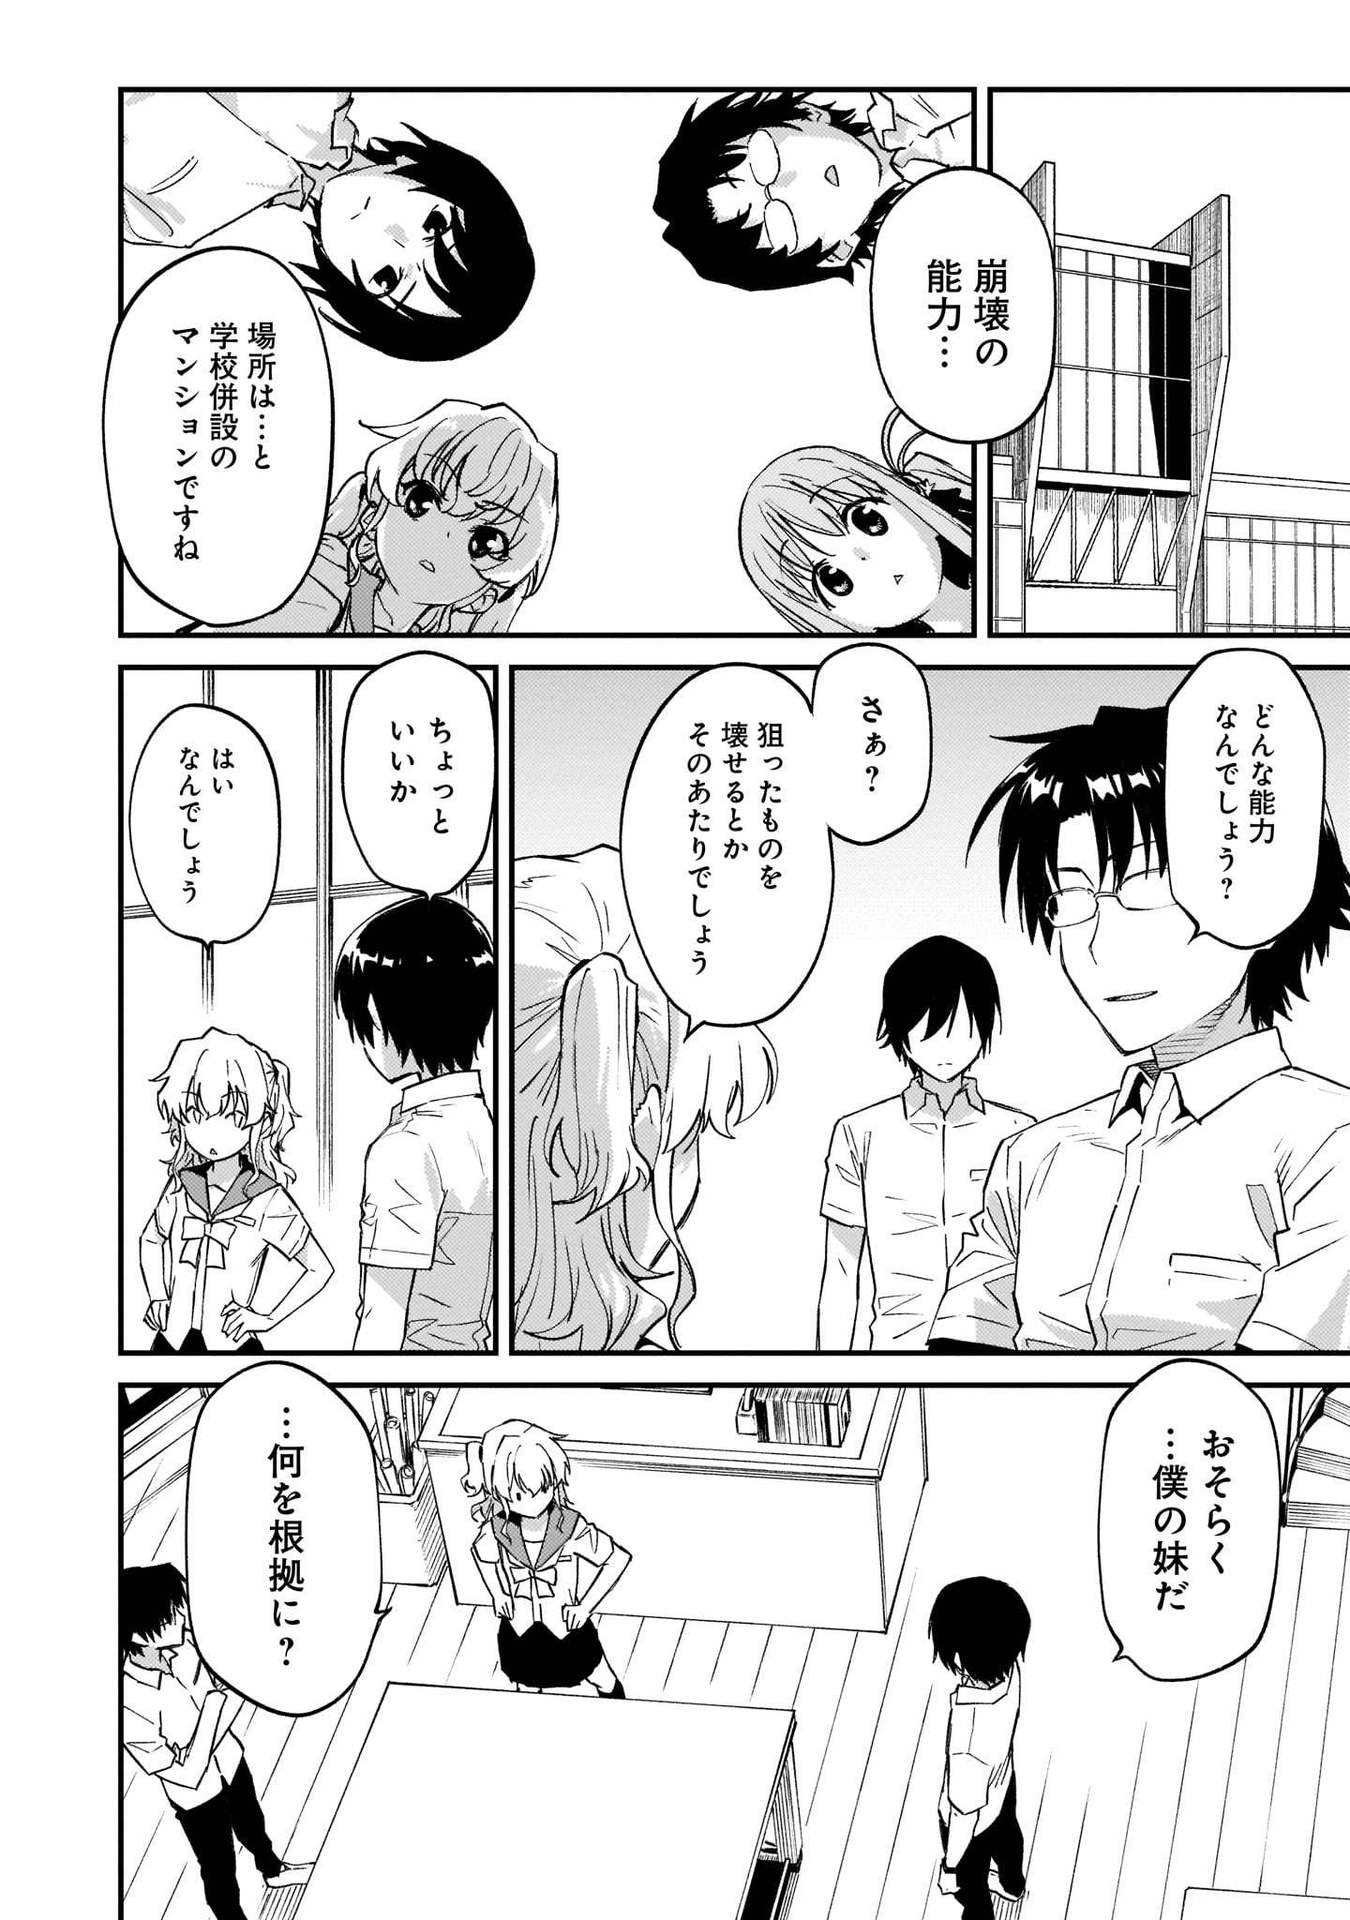 崩壊の
能力…
場所は…と
学校併設の
マンションですね
どんな能力
なんでしょう?
さぁ?
狙ったものを
壊せるとか
そのあたりでしょう
ちょっと
いいか
はい
なんでしょう
おそらく
…僕の妹だ
…何を根拠に?